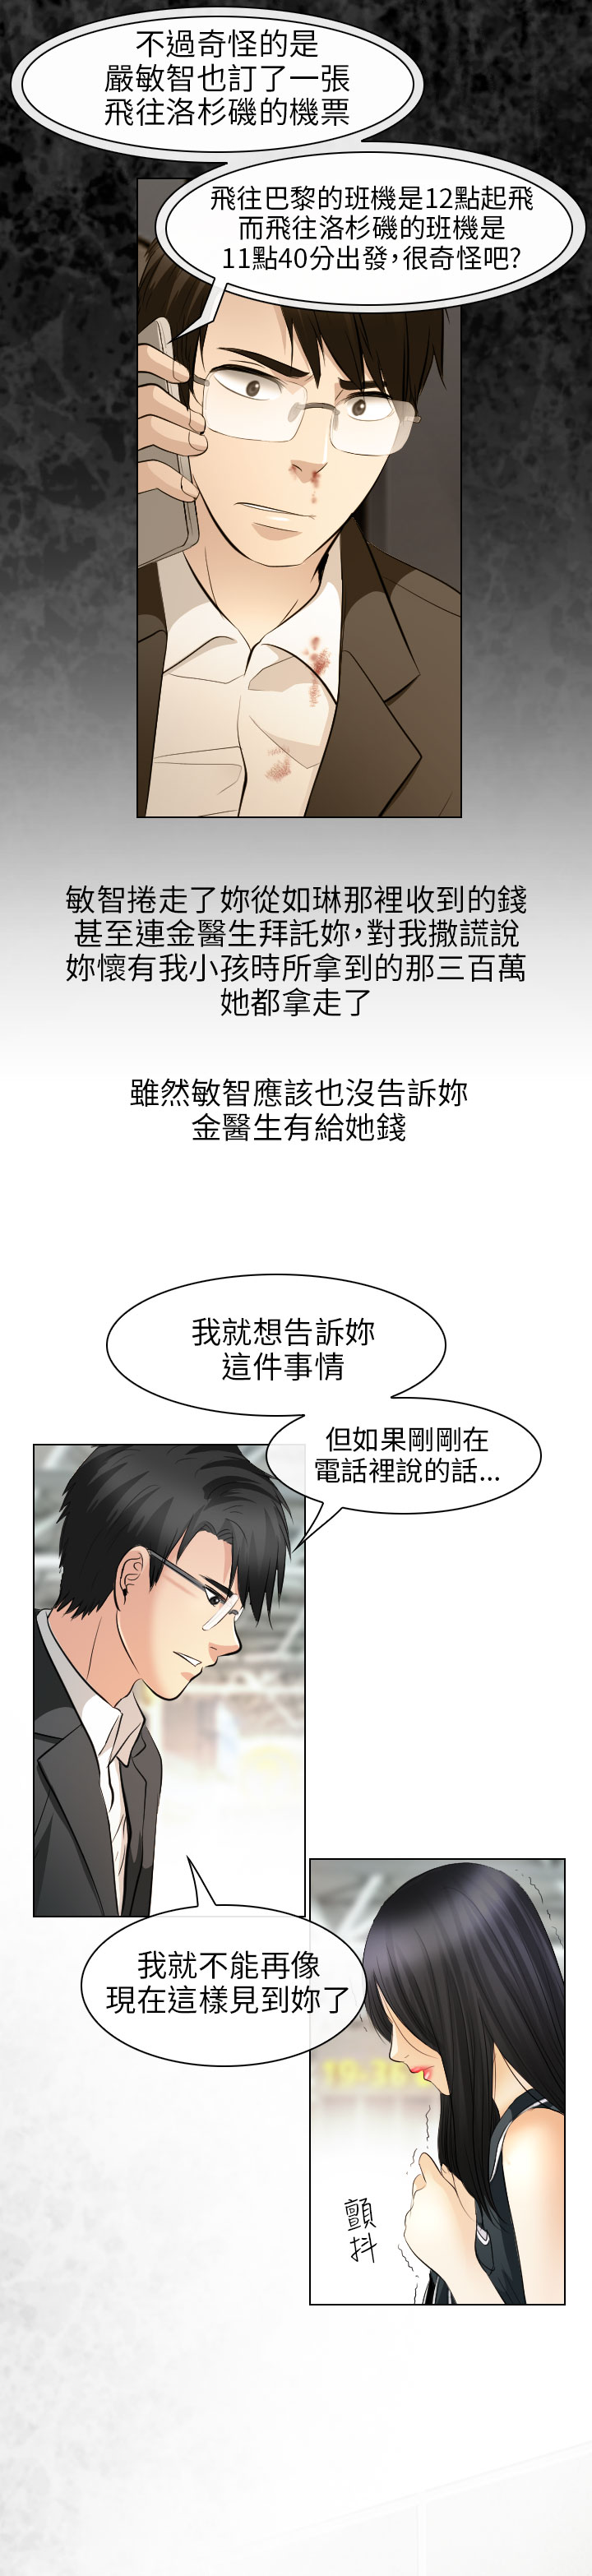 不過奇怪的是
嚴敏智也訂了一張
飛往洛杉磯的機票
飛往巴黎的班機是12點起飛
而飛往洛杉磯的班機是
11點40分出發,很奇怪吧?
敏智捲走了妳從如琳那裡收到的錢
甚至連金醫生拜託妳,對我撒謊說
妳懷有我小孩時所拿到的那三百萬
她都拿走了
雖然敏智應該也沒告訴妳
金醫生有給她錢
我就想告訴妳
這件事情
但如果剛剛在
電話裡說的話...
我就不能再像
現在這樣見到妳了
顫
抖